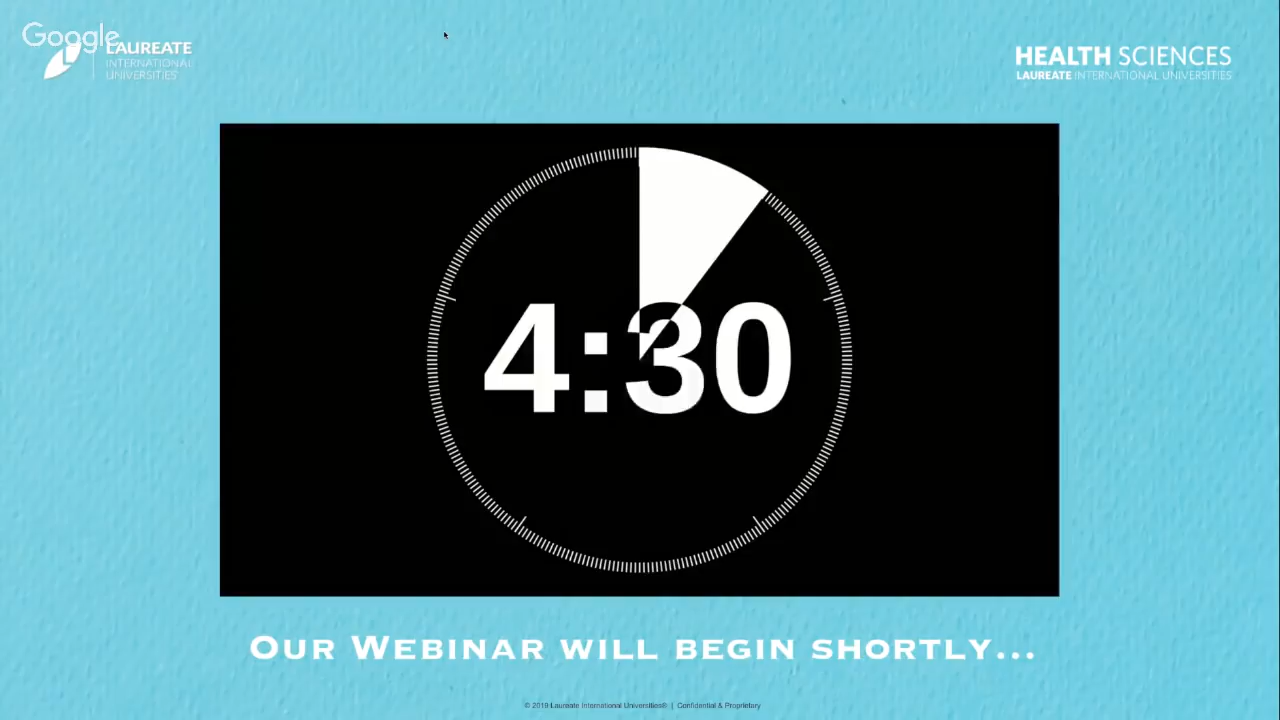 Google
LAUREATE
INTERNATIONAL
UNIVERSITIES
HEALTH SCIENCES
LAUREATE INTERNATIONAL UNIVERSITIES
4:30
OUR WEBINAR WILL BEGIN SHORTLY...
© 2019 Laureate International Universities® | Confidential & Proprietary